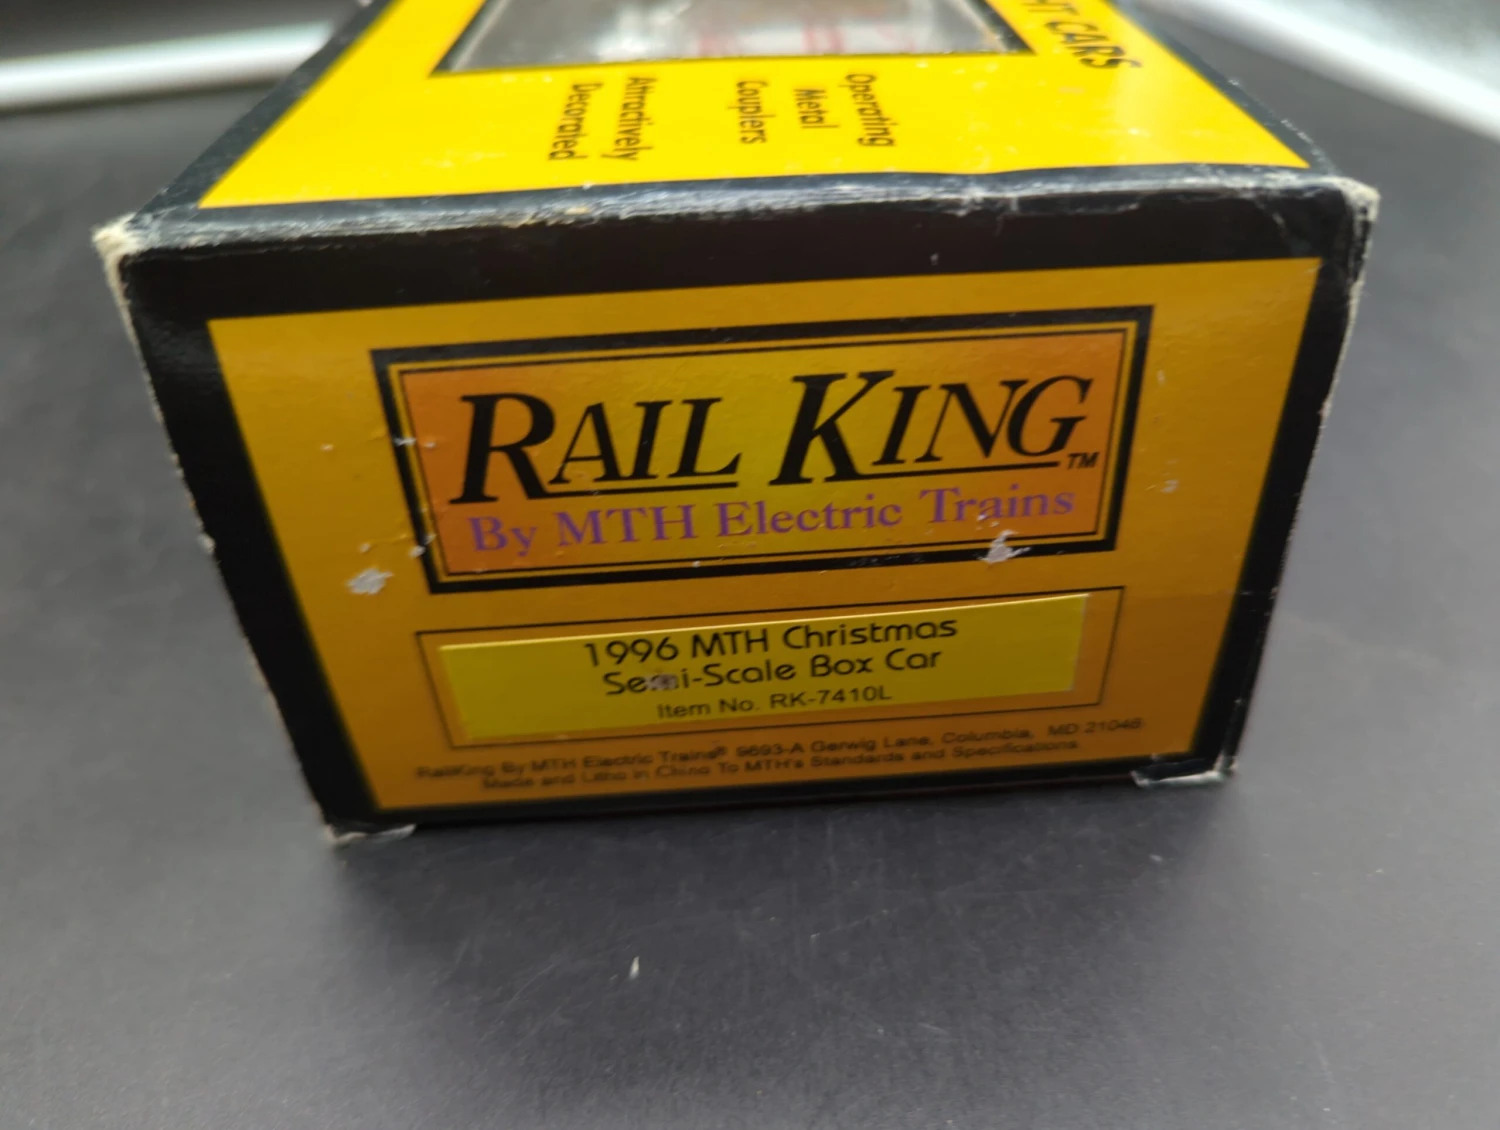 HT CARS
Operating
Metal
Couplers
Attractively
Decorated
RAIL KING™
By MTH Electric Trains
1996 MTH Christmas
Semi-Scale Box Car
Item No. RK-7410L
RailKing By MTH Electric Trains® 9693-A Gerwig Lane, Columbia, MD 21046
Made and Litho in China To MTH's Standards and Specifications.